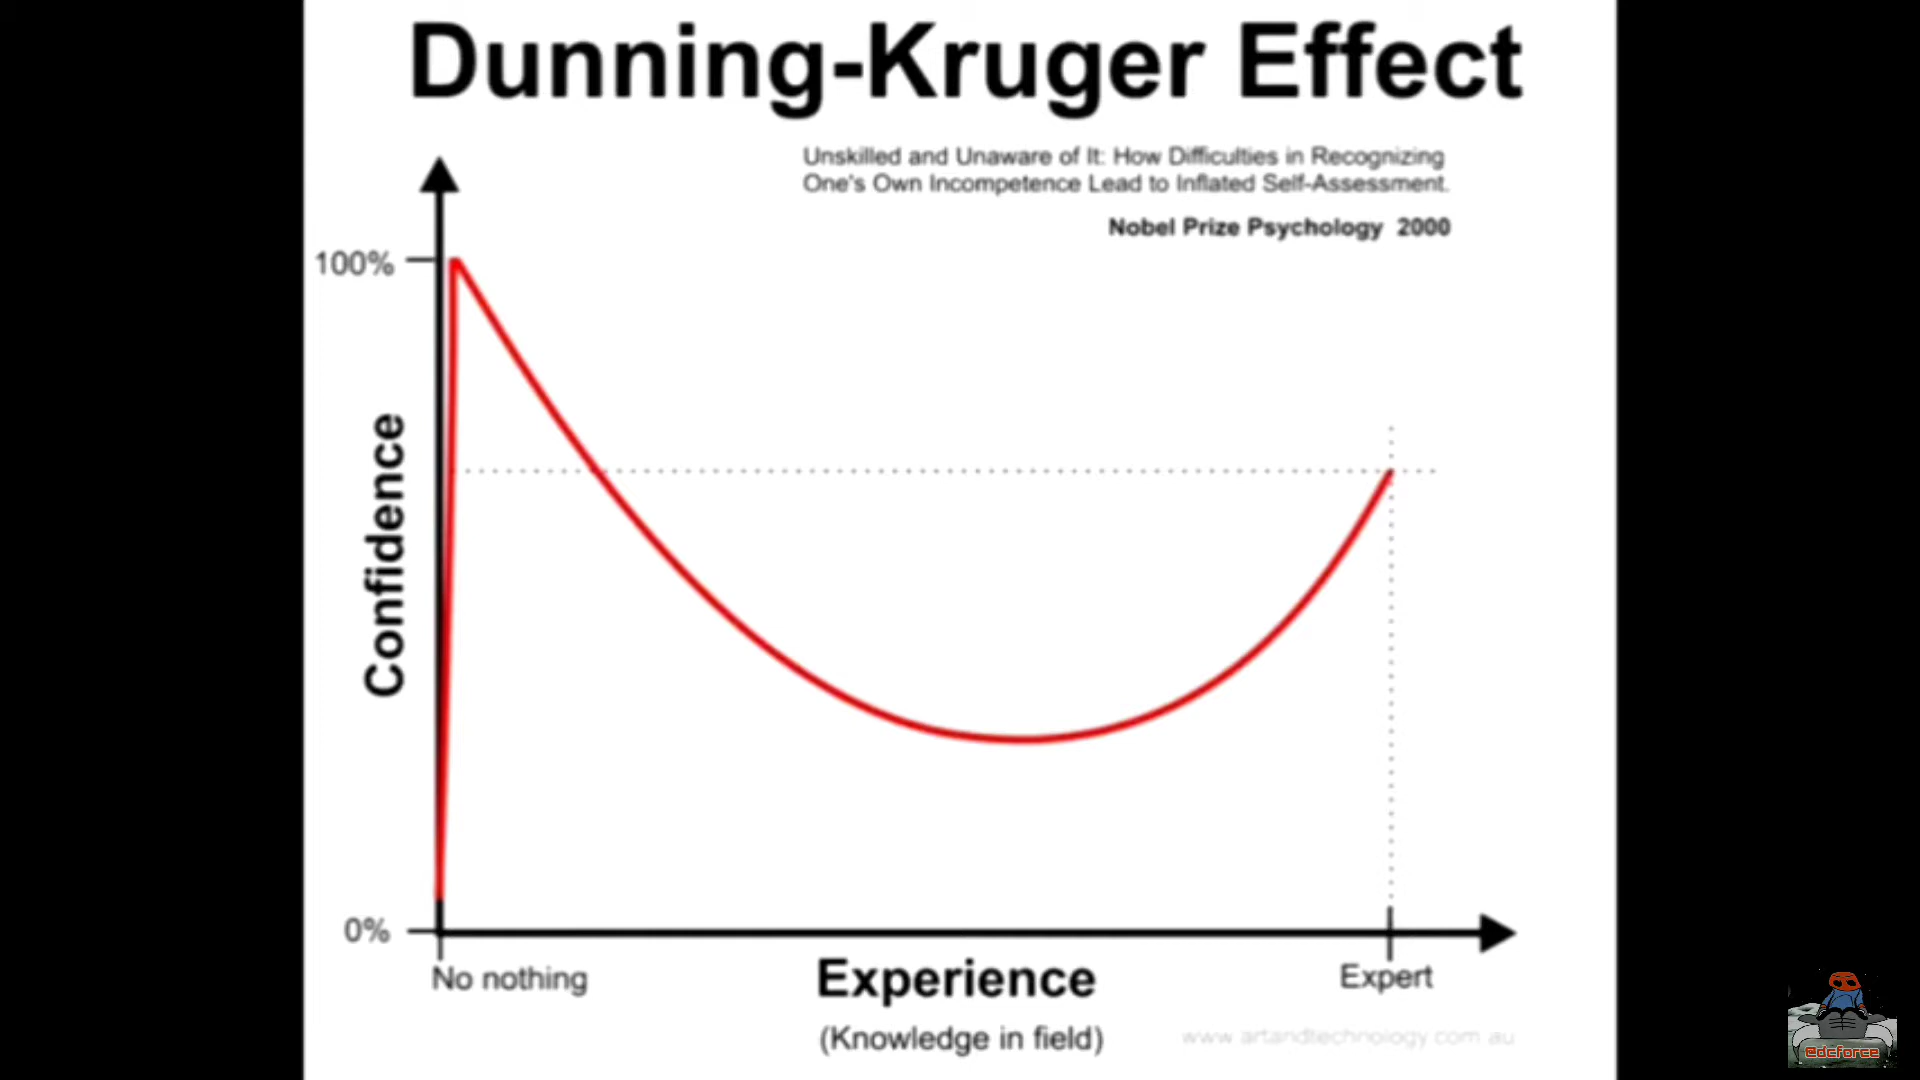 Dunning-Kruger Effect
Unskilled and Unaware of It: How Difficulties in Recognizing
One's Own Incompetence Lead to Inflated Self-Assessment.
Nobel Prize Psychology 2000
100%
Confidence
0%
No nothing
Experience
Expert
(Knowledge in field)
www.artandtechnology.com.au
edcforce